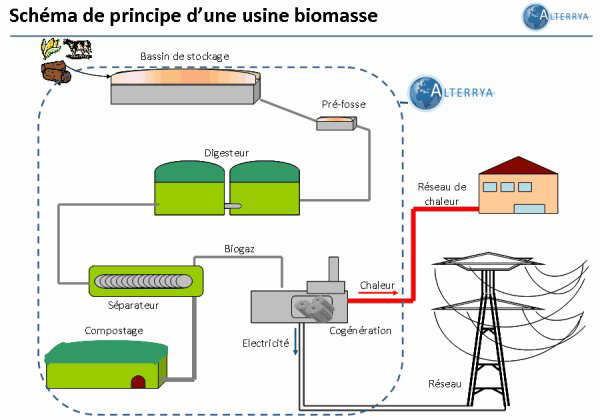 Schéma de principe d'une usine biomasse
ALTERRYA
Bassin de stockage
ALTERRYA
Pré-fosse
Digesteur
Réseau de
chaleur
Biogaz
Chaleur
Séparateur
Cogénération
Compostage
Electricité
Réseau